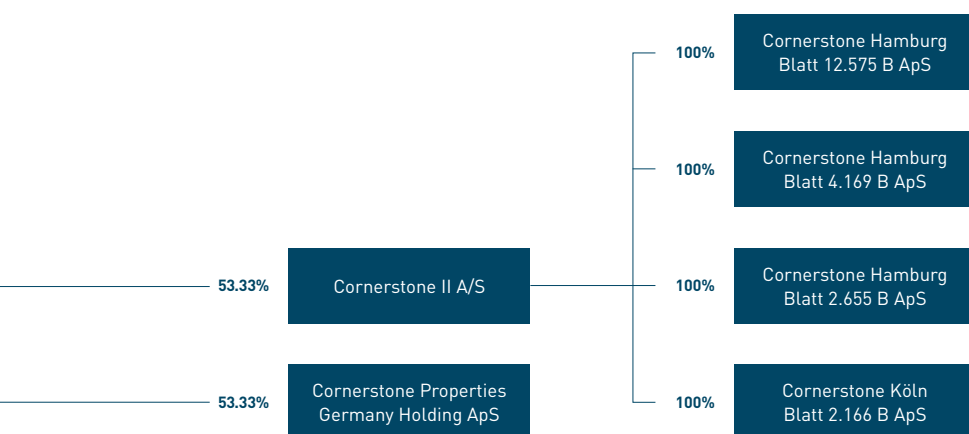 100%
Cornerstone Hamburg
Blatt 12.575 B ApS
100%
Cornerstone Hamburg
Blatt 4.169 B ApS
53.33%
Cornerstone II A/S
100%
Cornerstone Hamburg
Blatt 2.655 B ApS
53.33%
Cornerstone Properties
Germany Holding ApS
100%
Cornerstone Köln
Blatt 2.166 B ApS